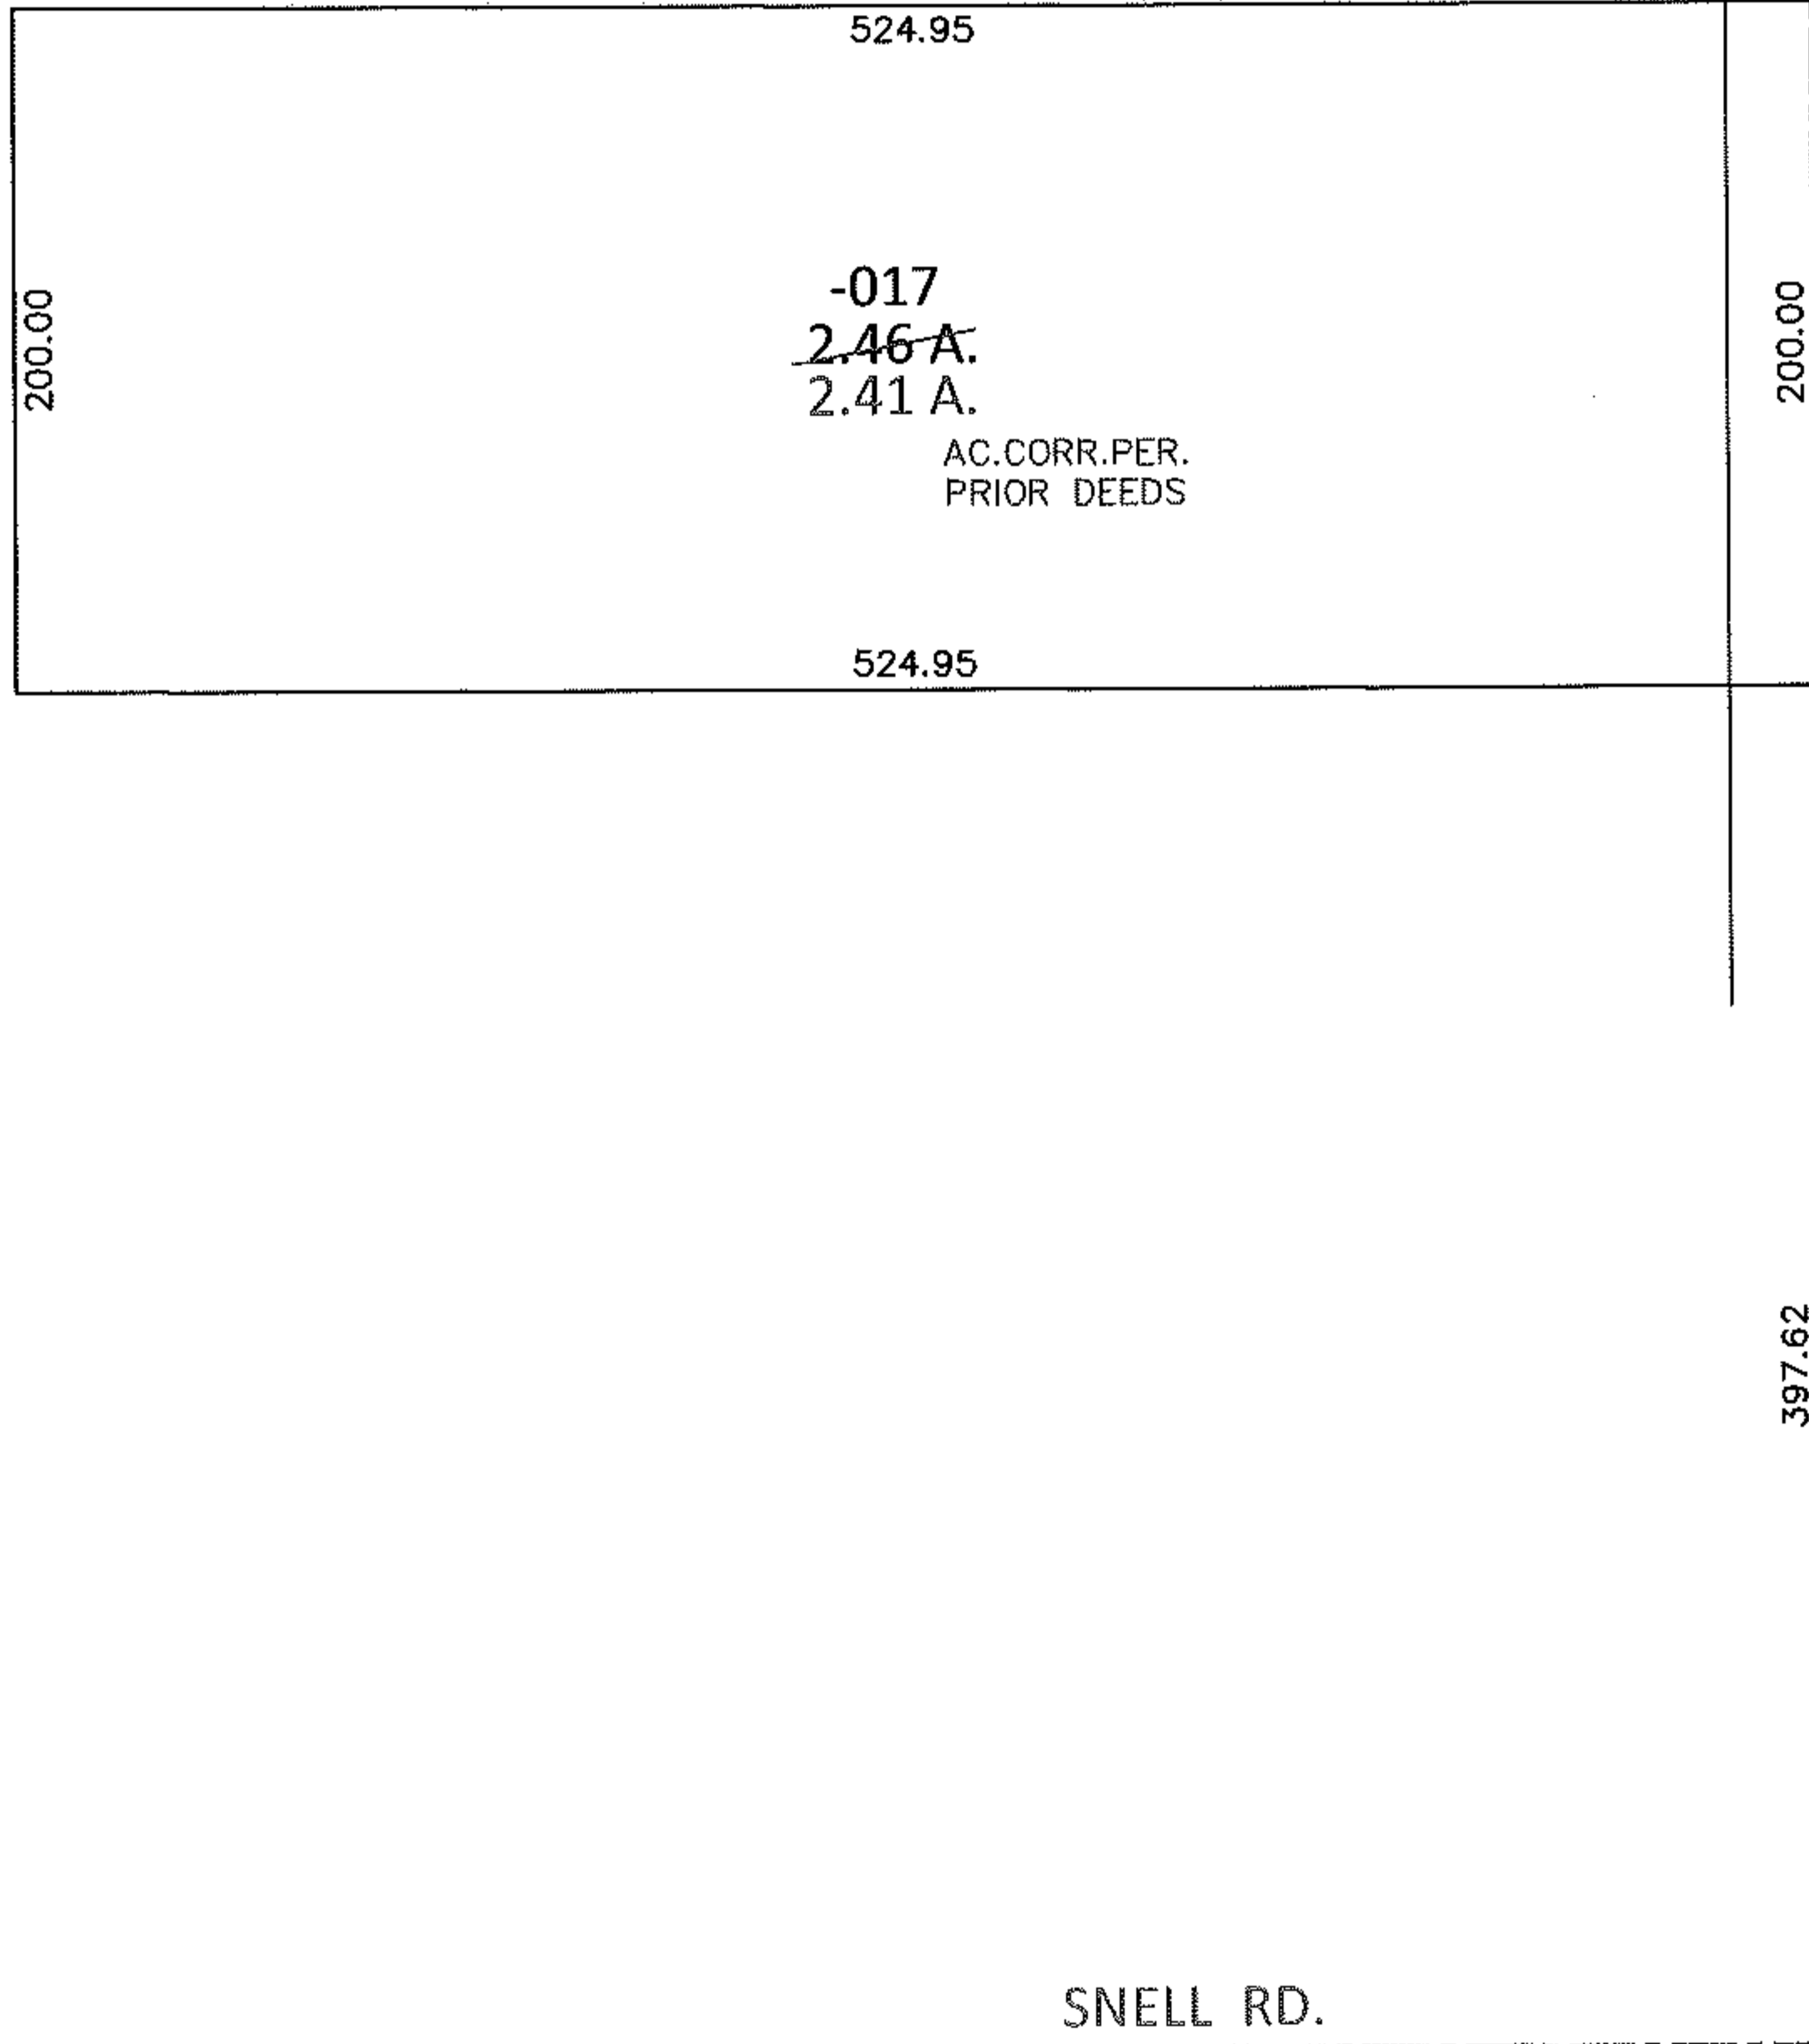 524.95
200.00
-017
2.46 A.
2.41 A.
200.00
AC.CORR.PER.
PRIOR DEEDS
524.95
397.62
SNELL RD.